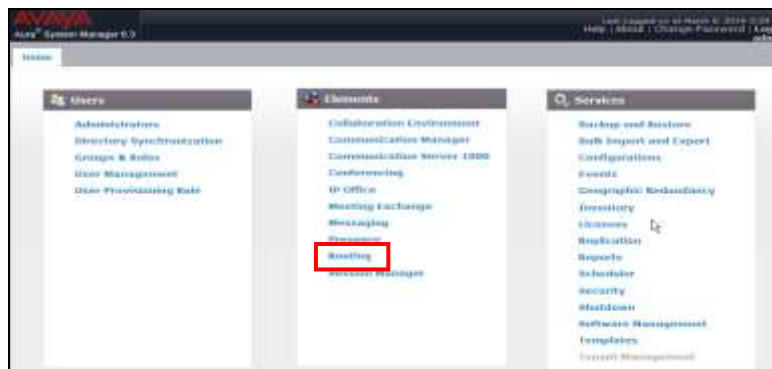 AVAYA
Aura® System Manager 6.3
Last Logged on at March 6, 2014
Help | About | Change Password | Log
Home
Users
Administrators
Directory Synchronization
Groups & Roles
User Management
User Provisioning Rule
Elements
Collaboration Environment
Communication Manager
Communication Server 1000
Conferencing
IP Office
Meeting Exchange
Messaging
Presence
Routing
Session Manager
Services
Backup and Restore
Bulk Import and Export
Configurations
Events
Geographic Redundancy
Inventory
Licenses
Replication
Reports
Scheduler
Security
Shutdown
Software Management
Templates
Tenant Management